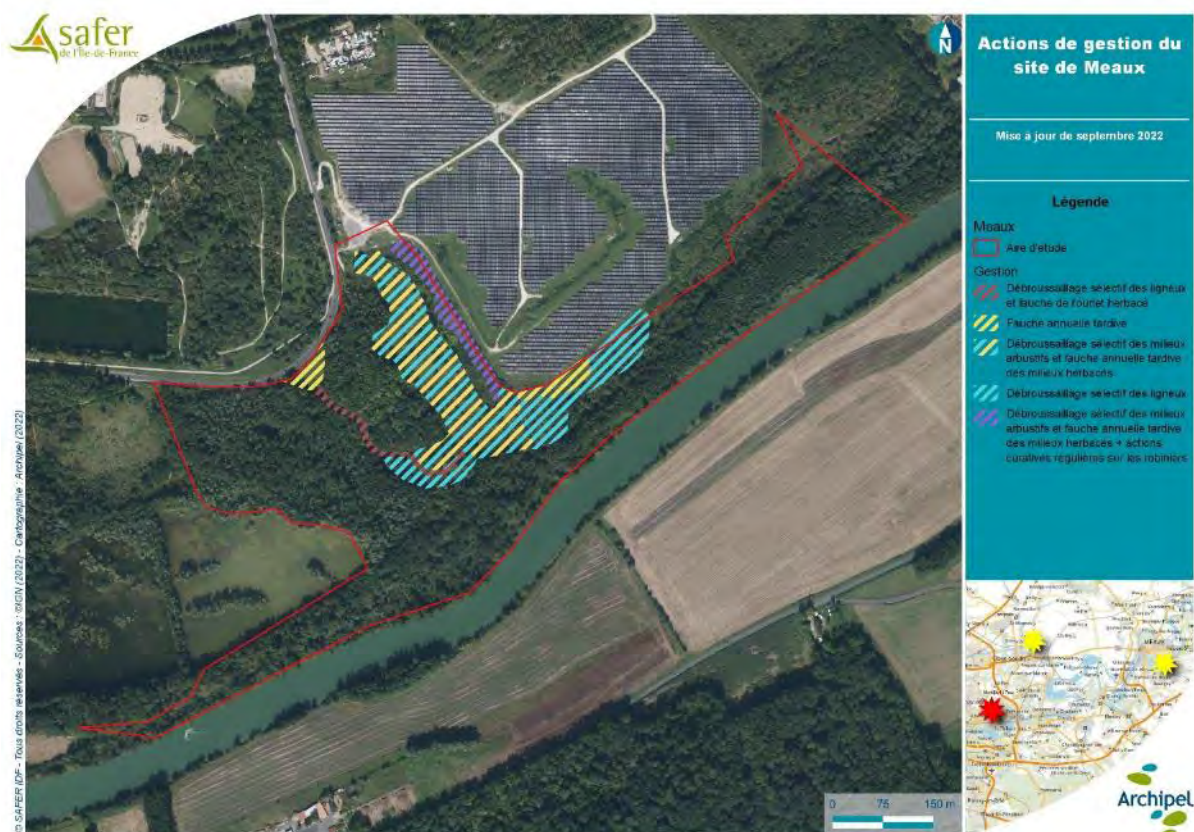 safer
de l'Île-de-France
N
Actions de gestion du
site de Meaux
Mise à jour de septembre 2022
Légende
Meaux
Aire d'étude
Gestion
Débroussaillage sélectif des ligneux
et fauche de l'ourlet herbacé
Fauche annuelle tardive
Débroussaillage sélectif des milieux
arbustifs et fauche annuelle tardive
des milieux herbacés
Débroussaillage sélectif des ligneux
Débroussaillage sélectif des milieux
arbustifs et fauche annuelle tardive
des milieux herbacés + actions
curatives régulières sur les robiniers
© SAFER IDF - Tous droits réservés - Sources : ©IGN (2022) - Cartographie : Archipel (2022)
0 75 150 m
Archipel